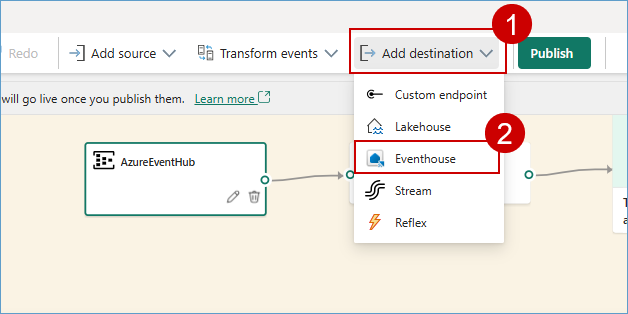 1
Redo
Add source
Transform events
Add destination
Publish
will go live once you publish them. Learn more
Custom endpoint
2
Lakehouse
AzureEventHub
Eventhouse
Stream
Reflex